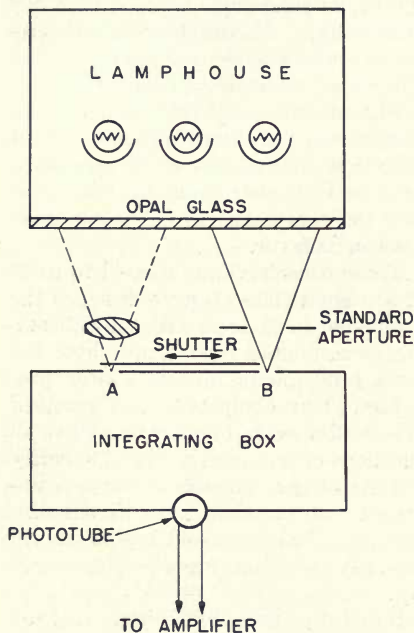 LAMPHOUSE
OPAL GLASS
STANDARD
APERTURE
SHUTTER
A
B
INTEGRATING BOX
PHOTOTUBE
TO AMPLIFIER